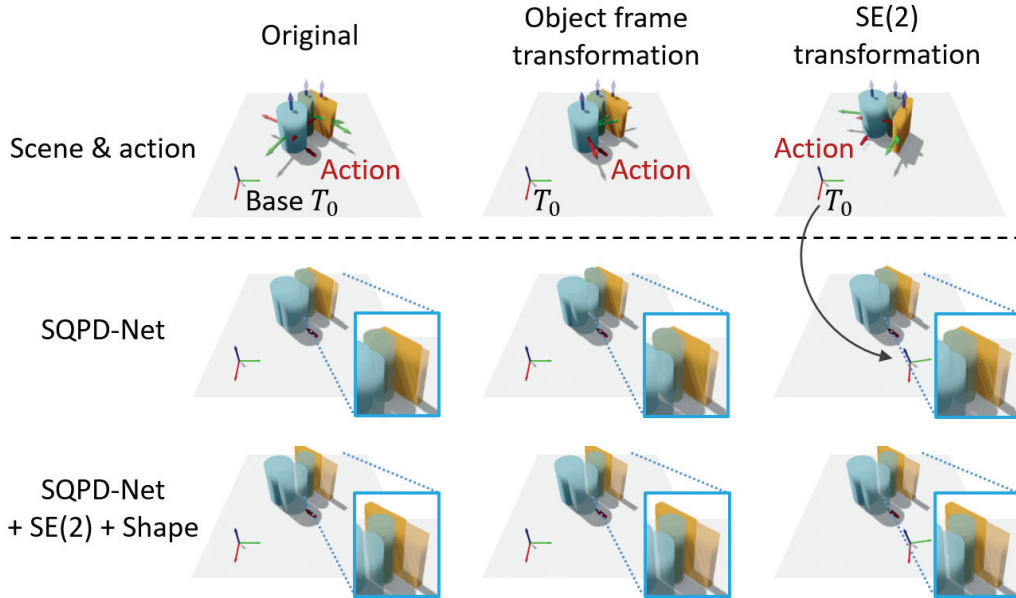 Original
Object frame
transformation
SE(2)
transformation
Scene & action
Action
Base T₀
Action
T₀
Action
T₀
SQPD-Net
SQPD-Net
+ SE(2) + Shape